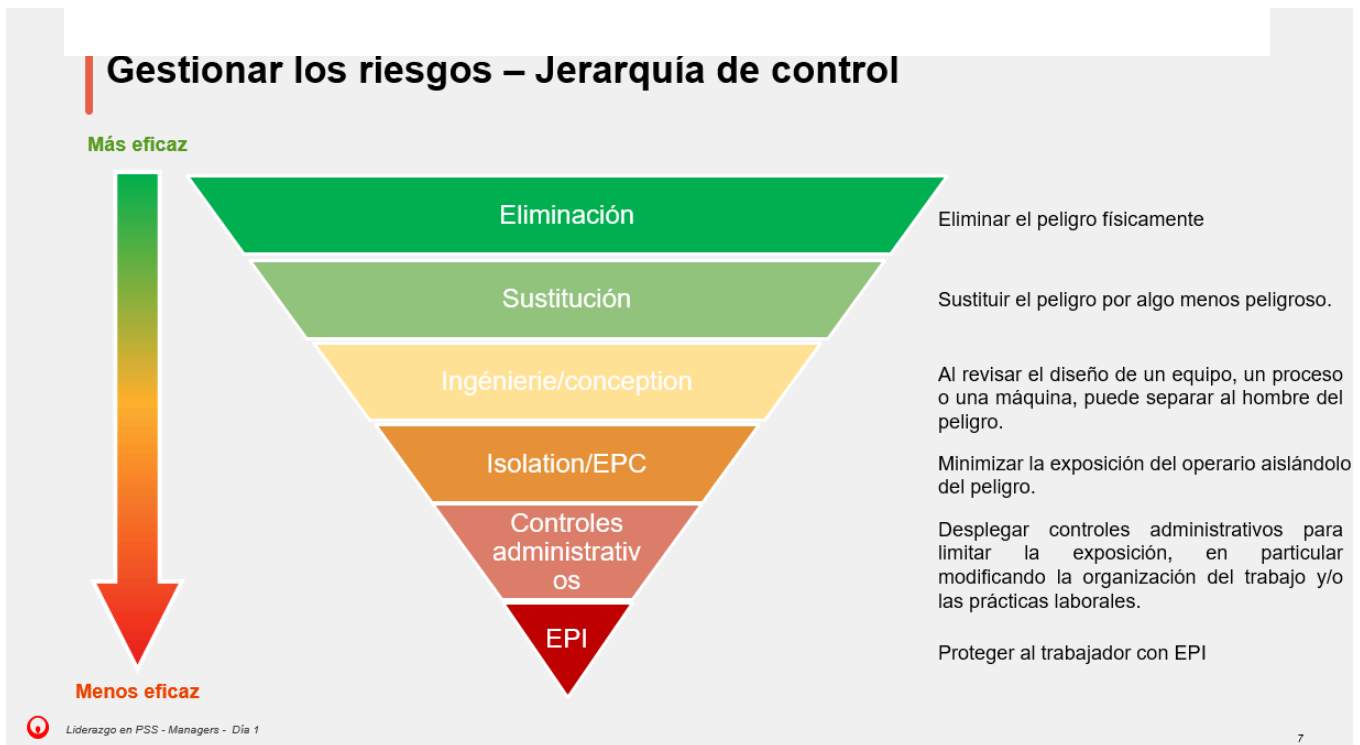 Gestionar los riesgos – Jerarquía de control
Más eficaz
Eliminación
Eliminar el peligro físicamente
Sustitución
Sustituir el peligro por algo menos peligroso.
Ingénierie/conception
Al revisar el diseño de un equipo, un proceso
o una máquina, puede separar al hombre del
peligro.
Isolation/EPC
Minimizar la exposición del operario aislándolo
del peligro.
Controles
administrativ
os
Desplegar controles administrativos para
limitar la exposición, en particular
modificando la organización del trabajo y/o
las prácticas laborales.
EPI
Proteger al trabajador con EPI
Menos eficaz
Liderazgo en PSS - Managers - Día 1
7